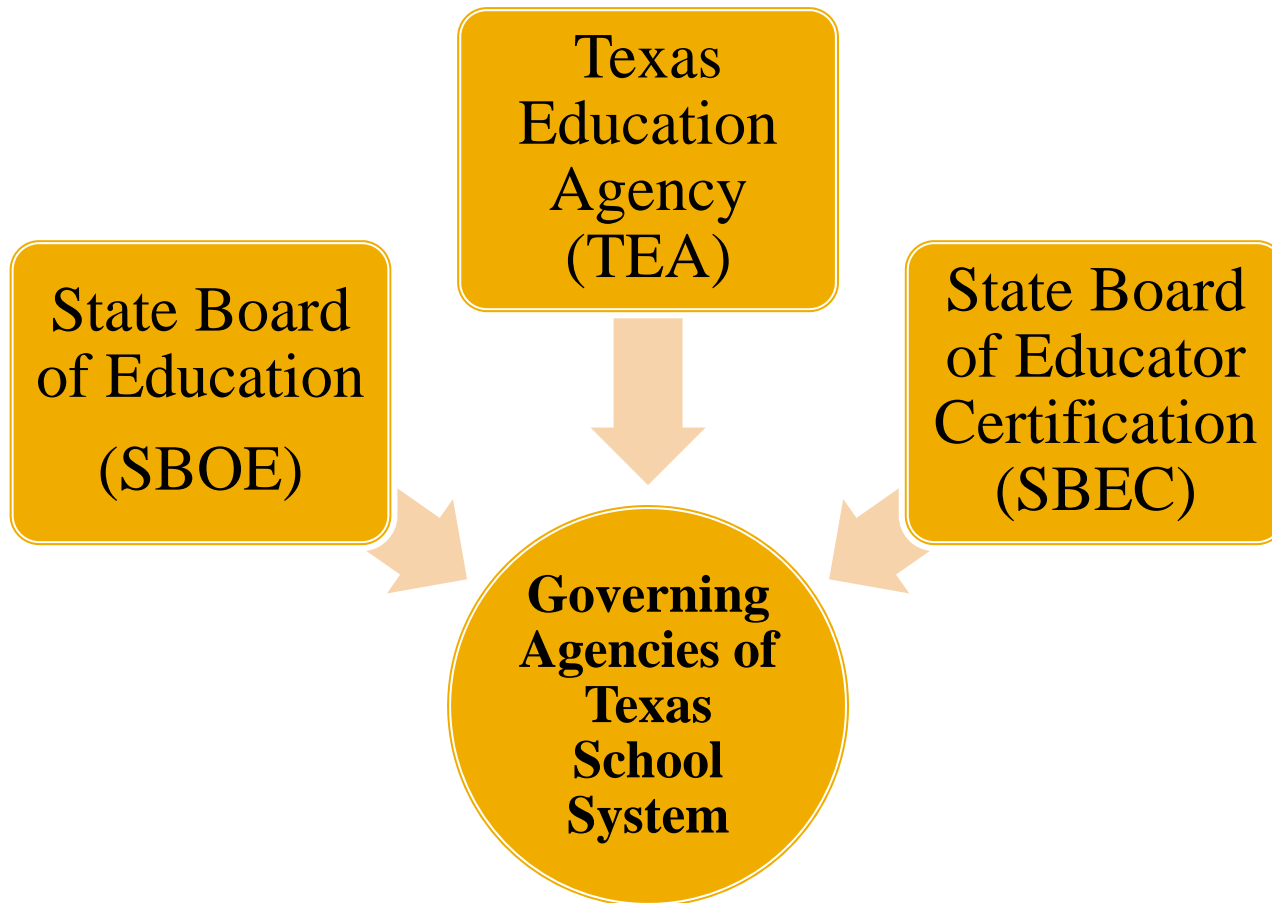 Texas
Education
Agency
(TEA)
State Board
of Education
(SBOE)
State Board
of Educator
Certification
(SBEC)
Governing
Agencies of
Texas
School
System